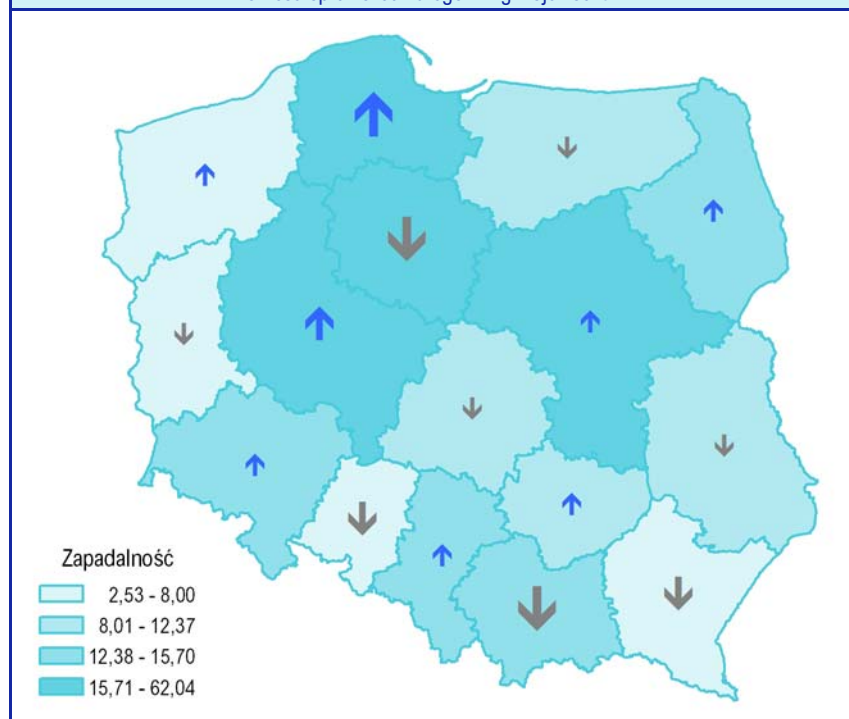 Zapadalność
2,53 - 8,00
8,01 - 12,37
12,38 - 15,70
15,71 - 62,04